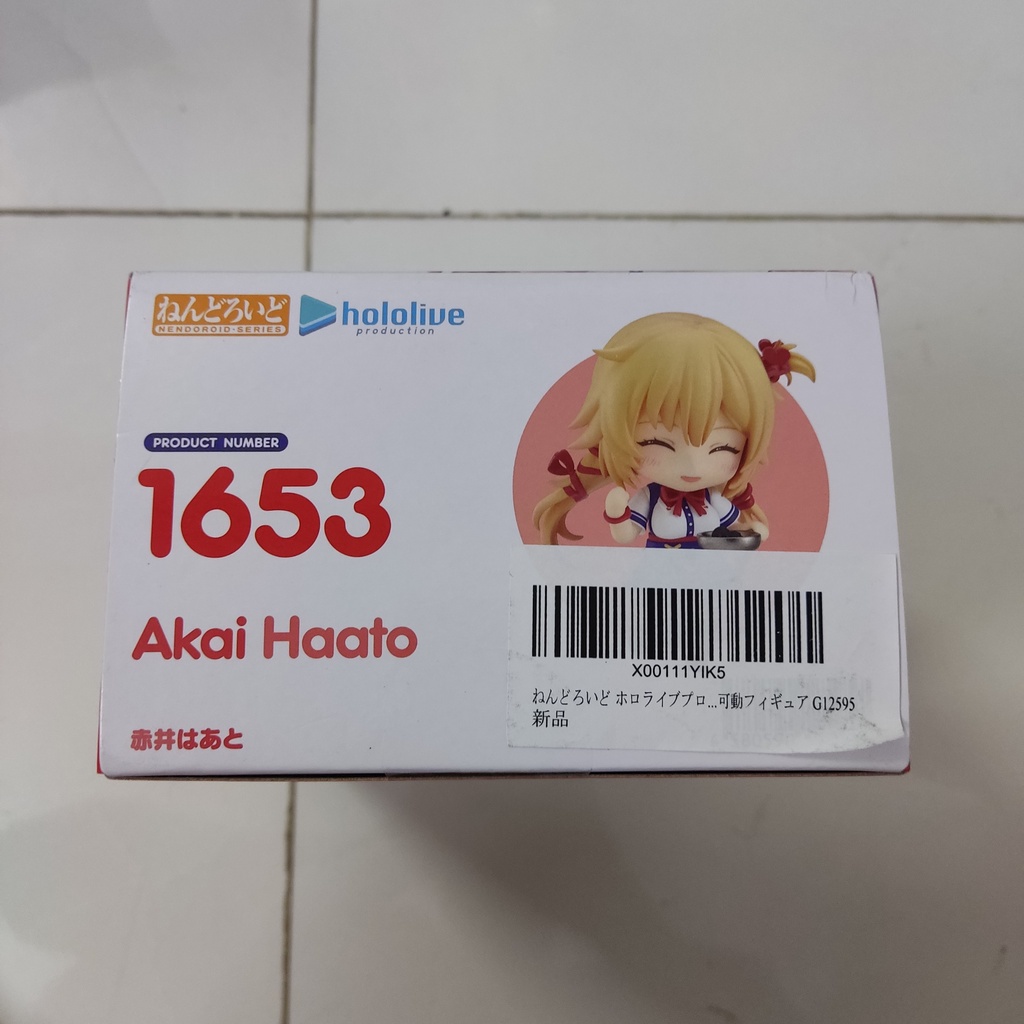 ねんどろいど
NENDOROID-SERIES
hololive
production
PRODUCT NUMBER
1653
Akai Haato
赤井はあと
X00111YIK5
ねんどろいど ホロライブプロ...可動フィギュア G12595
新品